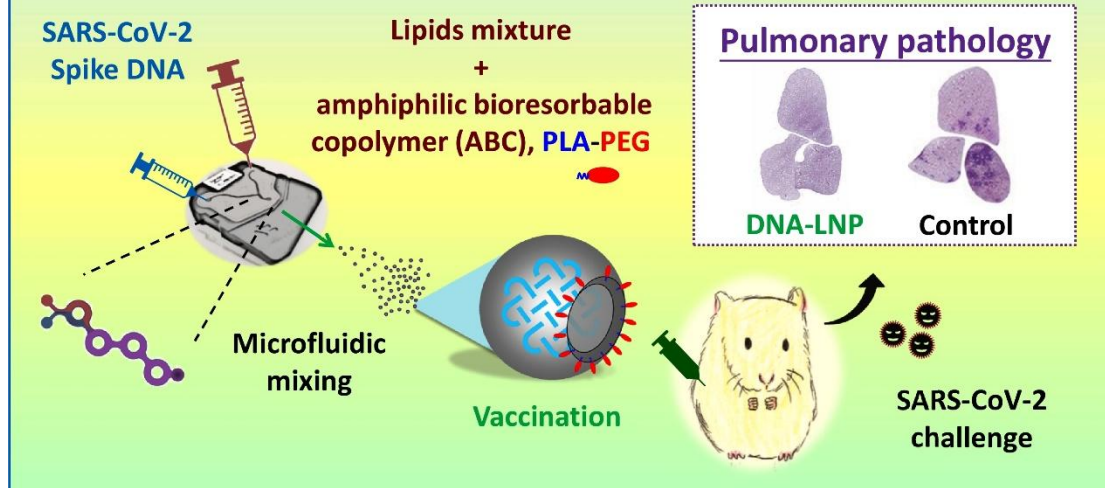 SARS-CoV-2
Spike DNA
Lipids mixture
+
amphiphilic bioresorbable
copolymer (ABC), PLA-PEG
Pulmonary pathology
DNA-LNP
Control
Microfluidic
mixing
Vaccination
SARS-CoV-2
challenge